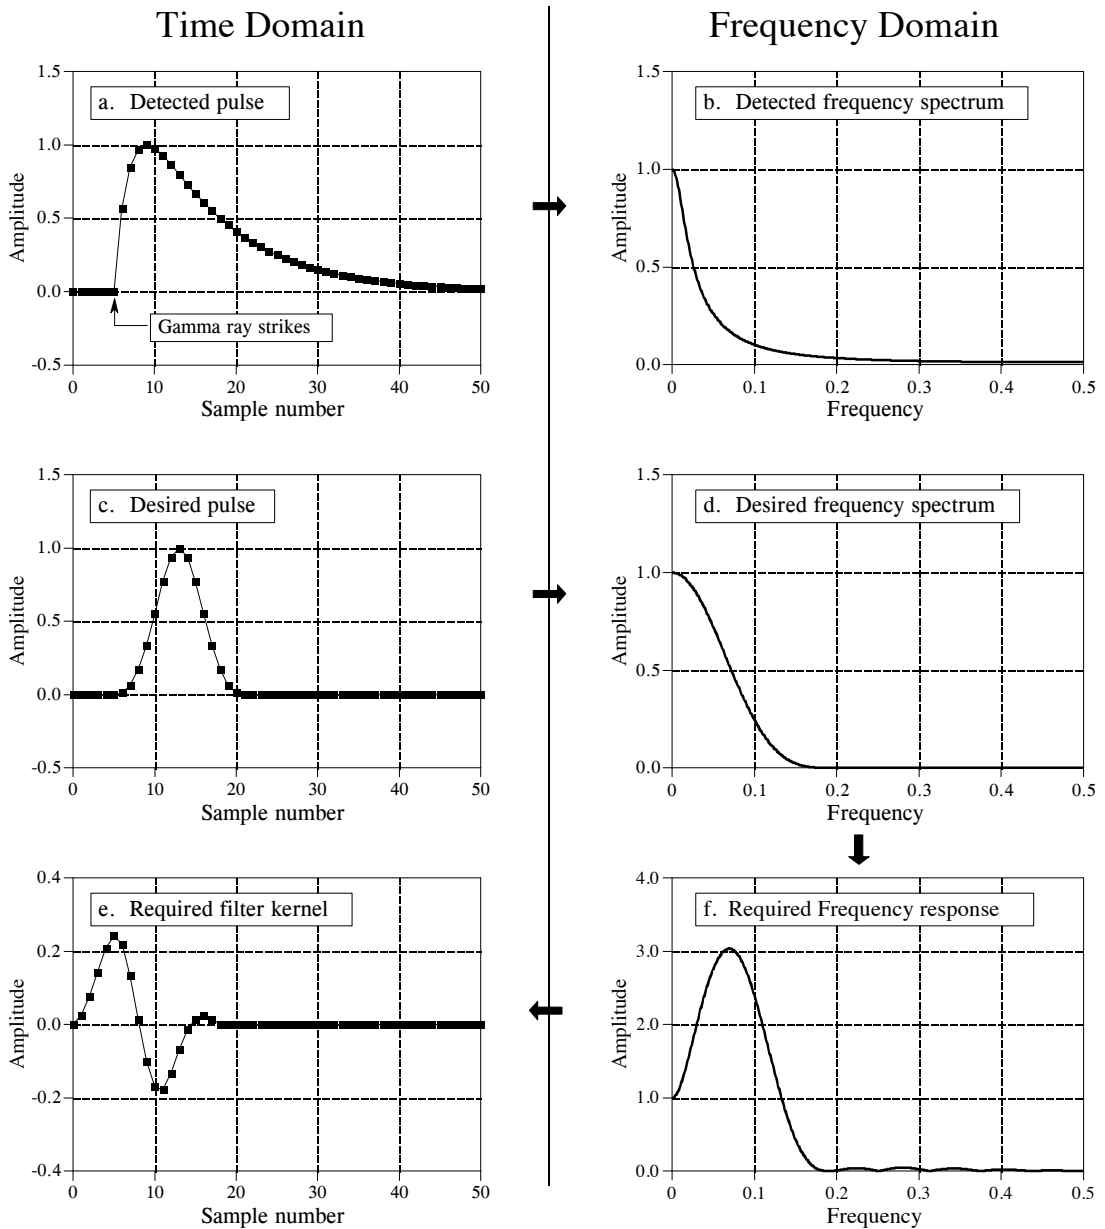 Time Domain
Frequency Domain
a. Detected pulse
Amplitude
1.5
1.0
0.5
0.0
-0.5
Gamma ray strikes
0 10 20 30 40 50
Sample number
b. Detected frequency spectrum
Amplitude
1.5
1.0
0.5
0.0
0 0.1 0.2 0.3 0.4 0.5
Frequency
c. Desired pulse
Amplitude
1.5
1.0
0.5
0.0
-0.5
0 10 20 30 40 50
Sample number
d. Desired frequency spectrum
Amplitude
1.5
1.0
0.5
0.0
0 0.1 0.2 0.3 0.4 0.5
Frequency
e. Required filter kernel
Amplitude
0.4
0.2
0.0
-0.2
-0.4
0 10 20 30 40 50
Sample number
f. Required Frequency response
Amplitude
4.0
3.0
2.0
1.0
0.0
0 0.1 0.2 0.3 0.4 0.5
Frequency